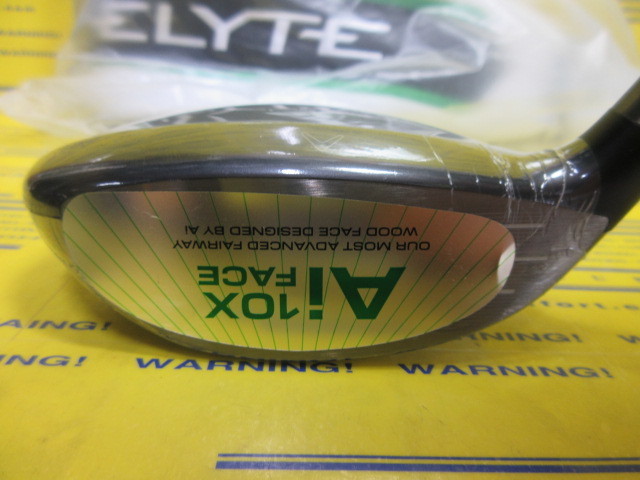 ELYTE
OUR MOST ADVANCED FAIRWAY
WOOD FACE DESIGNED BY AI
Ai 10X
FACE
WARNING!
WARNING!
WARNING!